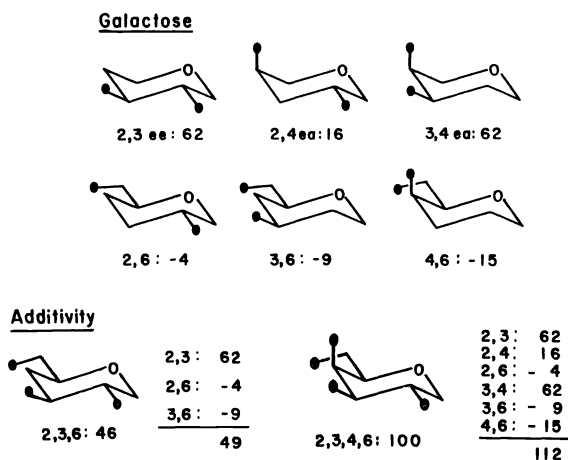 Galactose
O
O
O
2,3 ee: 62
2,4 ea: 16
3,4 ea: 62
O
O
O
2,6: -4
3,6: -9
4,6: -15
Additivity
O
2,3,6: 46
2,3: 62
2,6: -4
3,6: -9
49
O
2,3,4,6: 100
2,3: 62
2,4: 16
2,6: - 4
3,4: 62
3,6: - 9
4,6: - 15
112